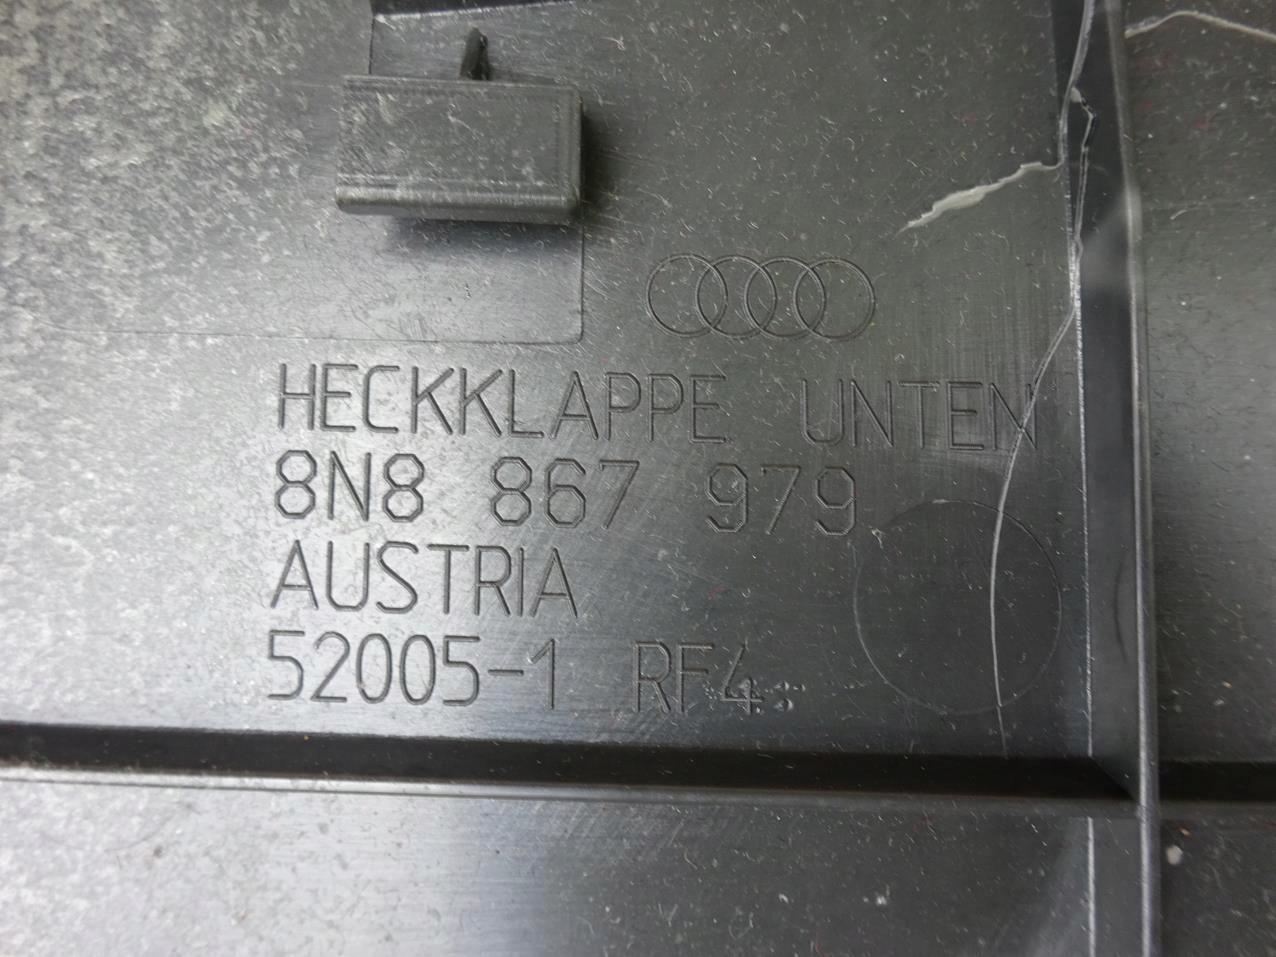 HECKKLAPPE UNTEN
8N8 867 979
AUSTRIA
52005-1 RF4